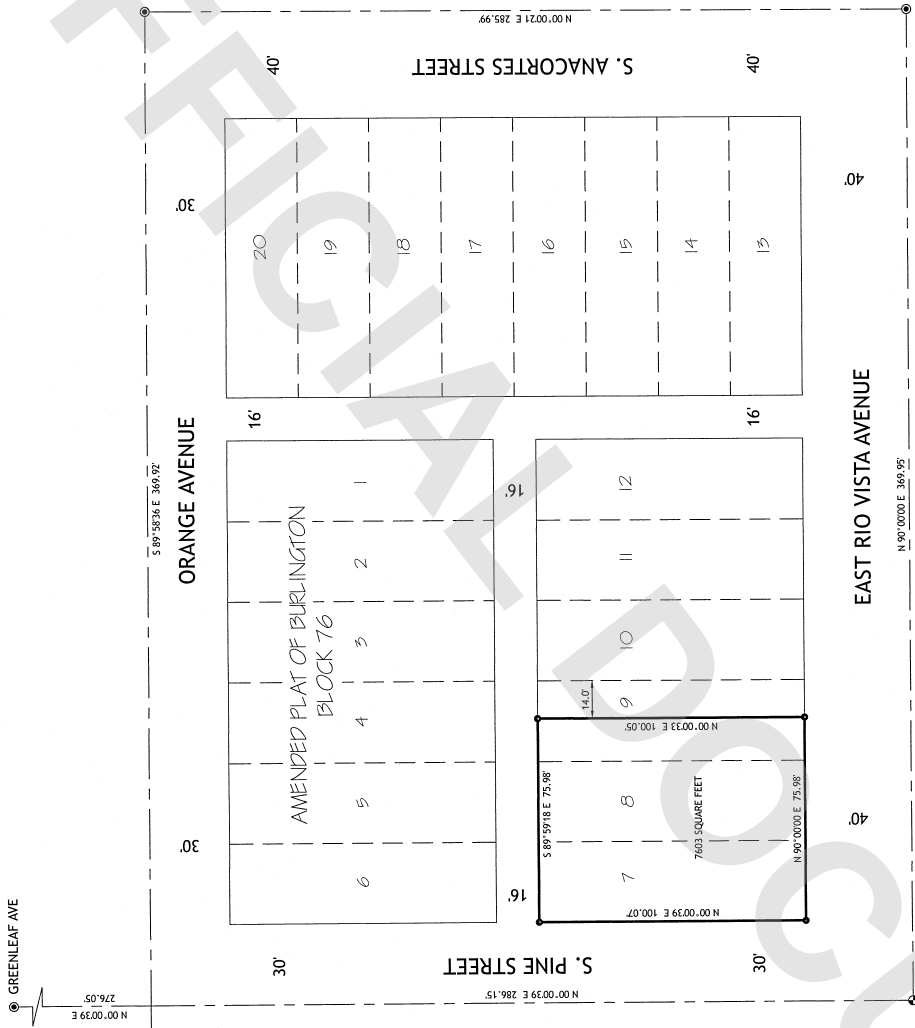 GREENLEAF AVE
N 00°00'39 E 276.05'
N 00°00'21 E 285.99'
S. ANACORTES STREET
40'
40'
40'
30'
20
19
18
17
16
15
14
13
S 89°58'36 E 369.92'
ORANGE AVENUE
16'
16'
16'
AMENDED PLAT OF BURLINGTON
BLOCK 76
1
2
3
4
5
6
12
11
10
9
8
7
14.0'
N 00°00'33 E 100.05'
S 89°59'18 E 75.98'
7603 SQUARE FEET
N 90°00'00 E 75.98'
N 00°00'39 E 100.07'
EAST RIO VISTA AVENUE
N 90°00'00 E 369.95'
40'
30'
16'
30'
30'
S. PINE STREET
N 00°00'39 E 286.15'
FFICIAL DOCU